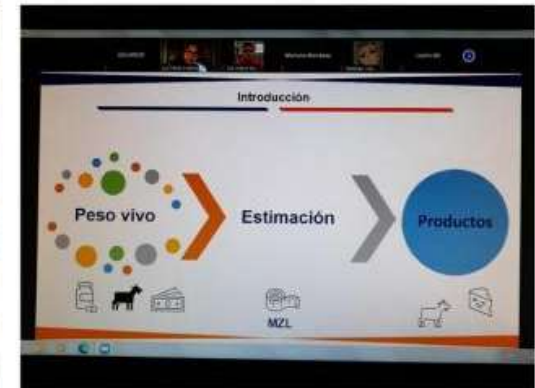 Introducción
Peso vivo
Estimación
Productos
MZL